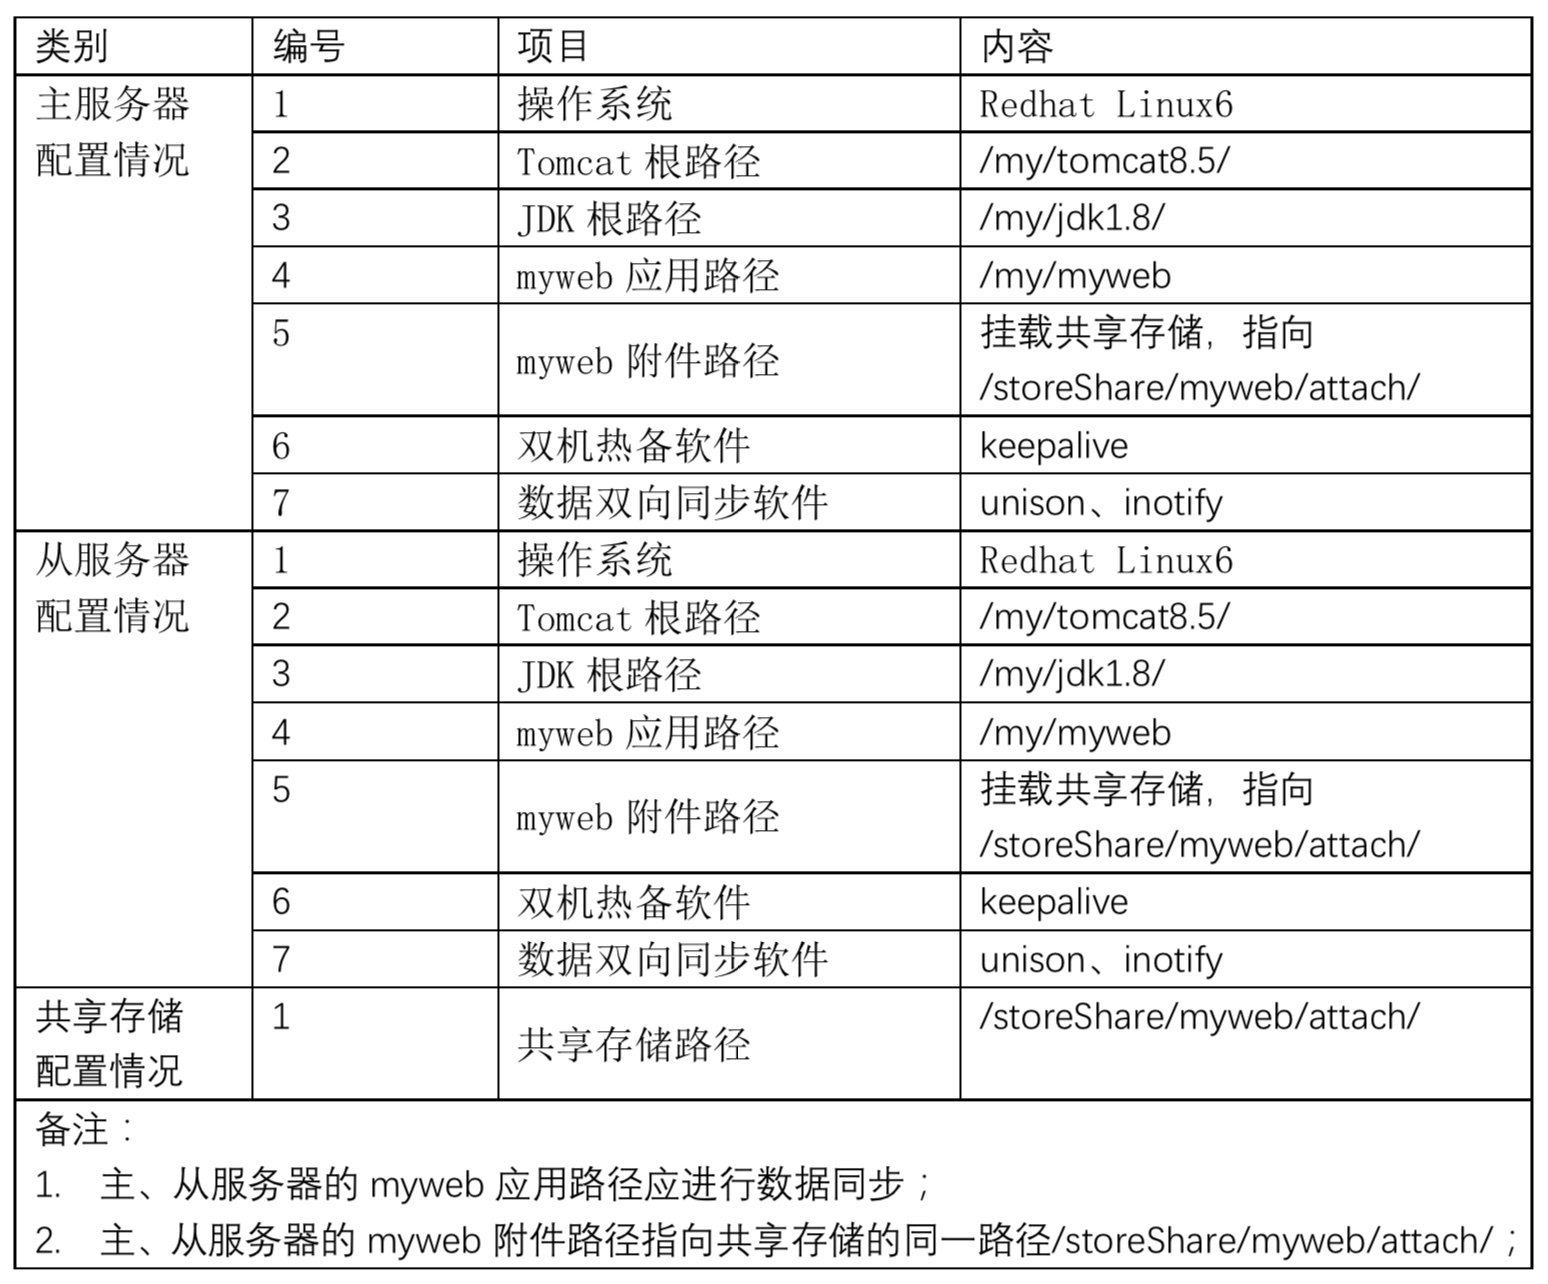 类别 编号 项目 内容
主服务器 1 操作系统 Redhat Linux6
配置情况 2 Tomcat 根路径 /my/tomcat8.5/
3 JDK 根路径 /my/jdk1.8/
4 myweb 应用路径 /my/myweb
5 myweb 附件路径 挂载共享存储，指向
/storeShare/myweb/attach/
6 双机热备软件 keepalive
7 数据双向同步软件 unison、inotify
从服务器 1 操作系统 Redhat Linux6
配置情况 2 Tomcat 根路径 /my/tomcat8.5/
3 JDK 根路径 /my/jdk1.8/
4 myweb 应用路径 /my/myweb
5 myweb 附件路径 挂载共享存储，指向
/storeShare/myweb/attach/
6 双机热备软件 keepalive
7 数据双向同步软件 unison、inotify
共享存储 1 共享存储路径 /storeShare/myweb/attach/
配置情况
备注：
1. 主、从服务器的 myweb 应用路径应进行数据同步；
2. 主、从服务器的 myweb 附件路径指向共享存储的同一路径/storeShare/myweb/attach/；